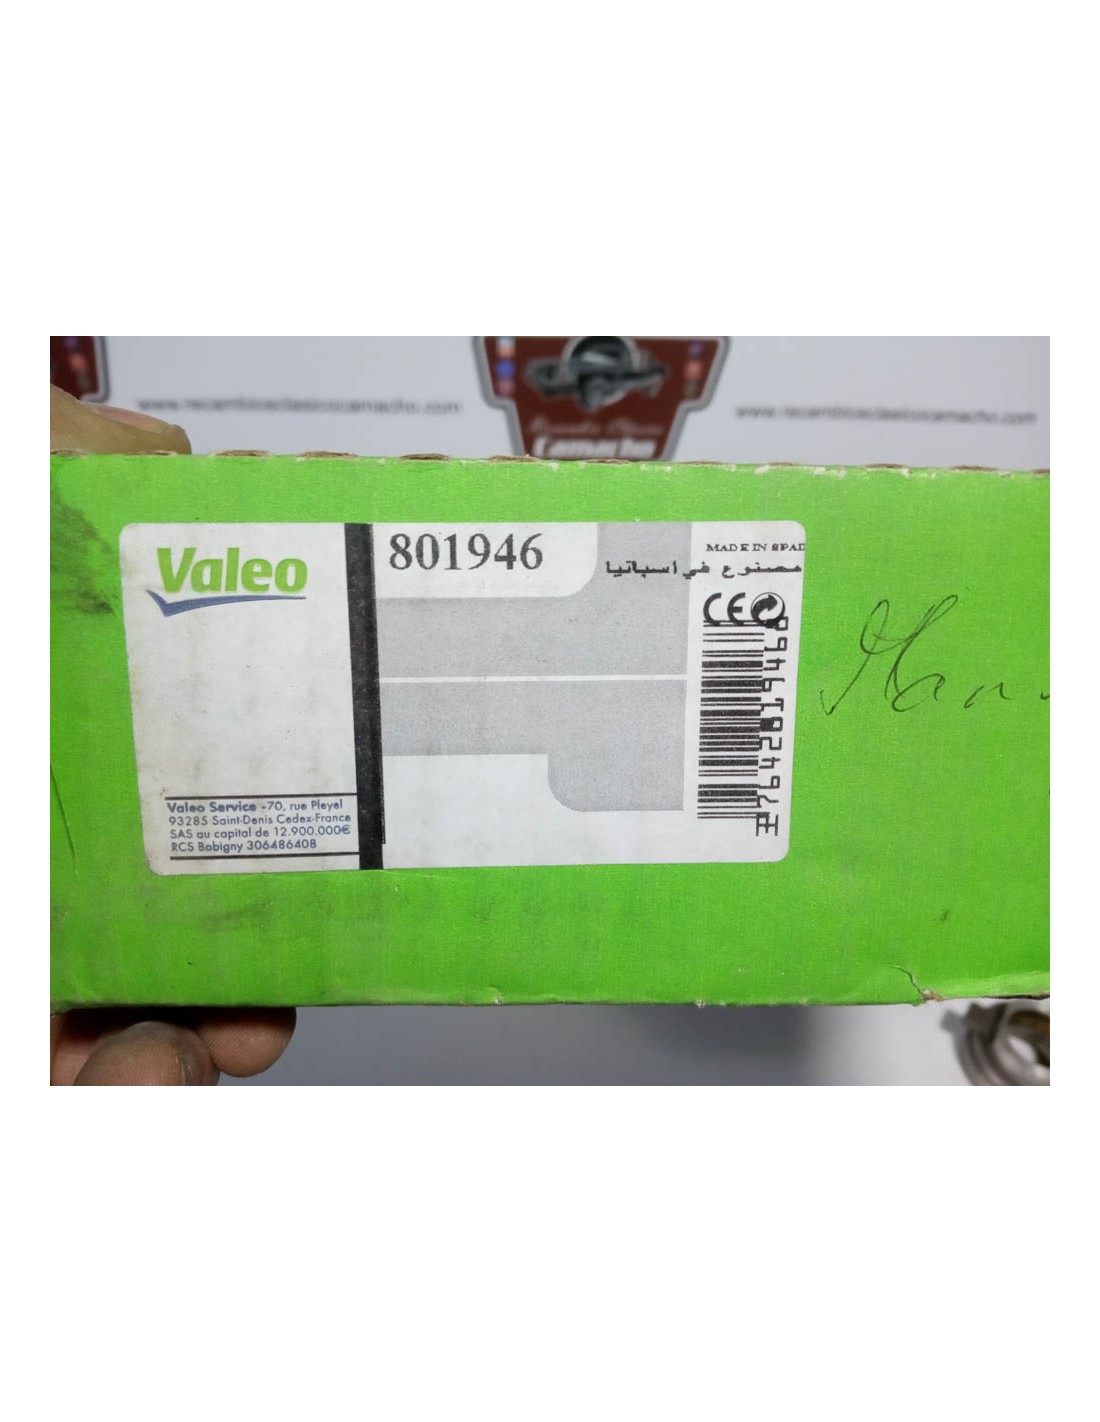 www.recambiosclasicoscamacho.com
www.recambiosclasicoscamacho.com
Camacho
Valeo
801946
MADE IN SPAI
مصنوع في اسبانيا
CE
Valeo Service -70, rue Pleyel
93285 Saint-Denis Cedex-France
SAS au capital de 12.900.000€
RCS Bobigny 306486408